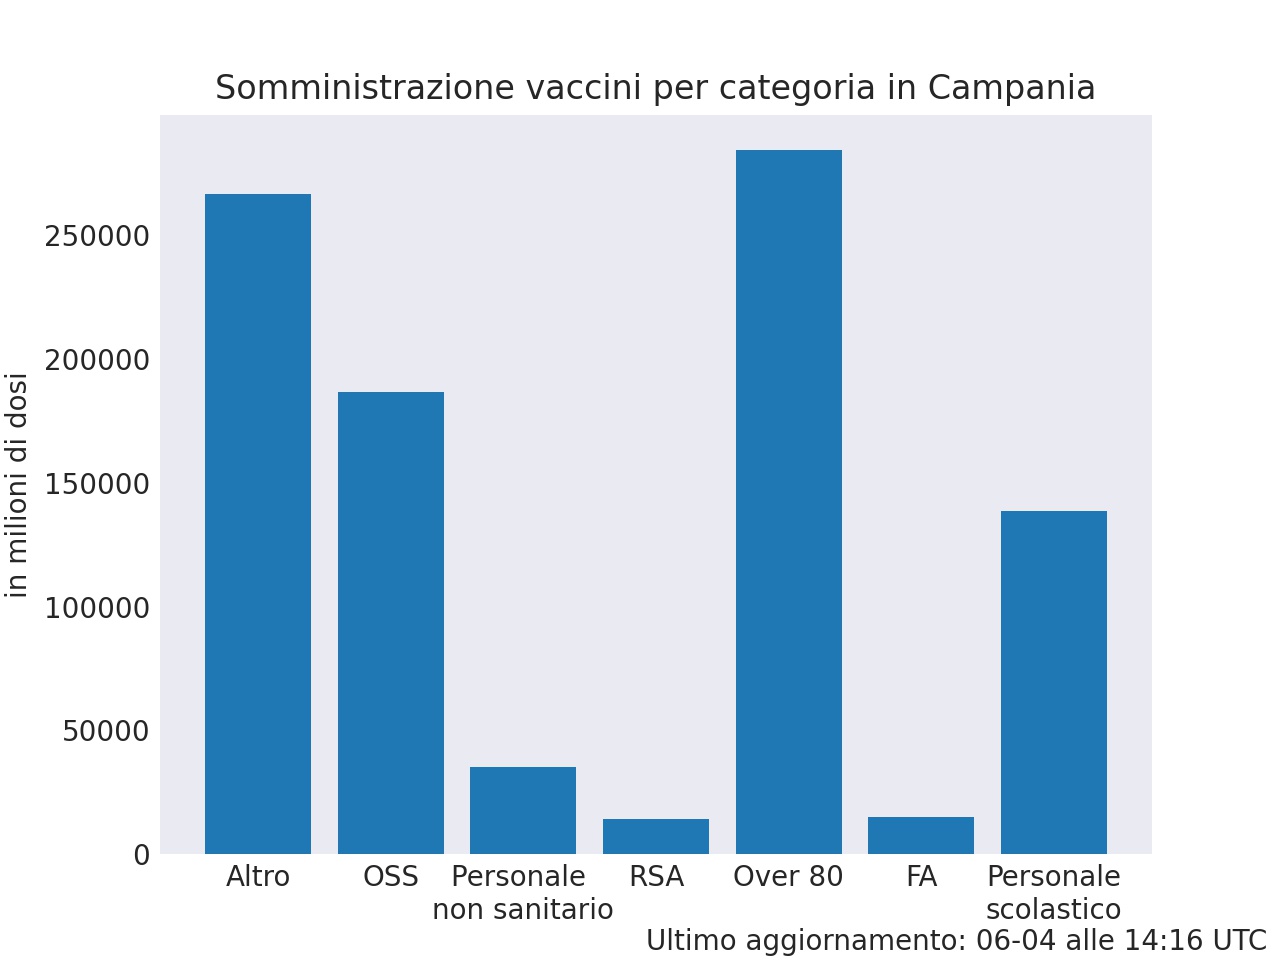 Somministrazione vaccini per categoria in Campania
in milioni di dosi
250000
200000
150000
100000
50000
0
Altro
OSS
Personale
non sanitario
RSA
Over 80
FA
Personale
scolastico
Ultimo aggiornamento: 06-04 alle 14:16 UTC